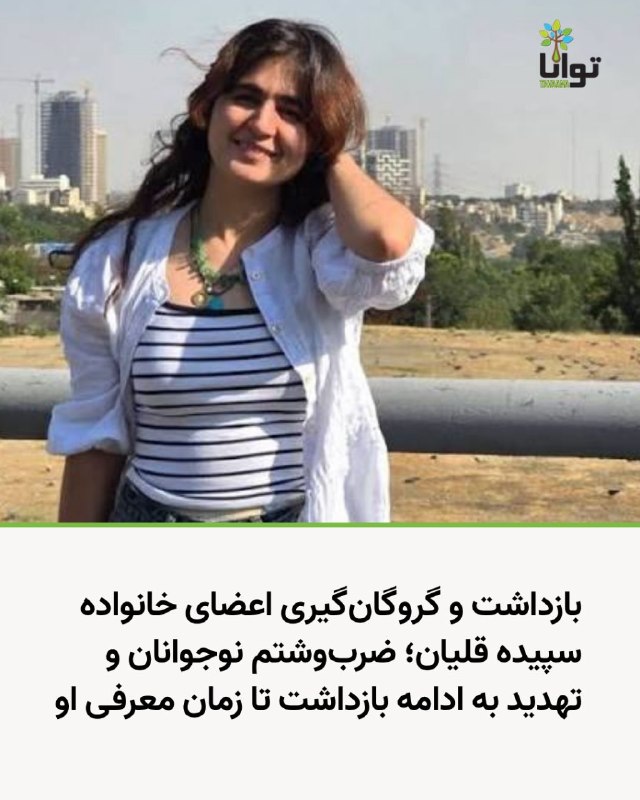 توانا
TAVAANA
بازداشت و گروگان‌گیری اعضای خانواده
سپیده قلیان؛ ضرب‌وشتم نوجوانان و
تهدید به ادامه بازداشت تا زمان معرفی او